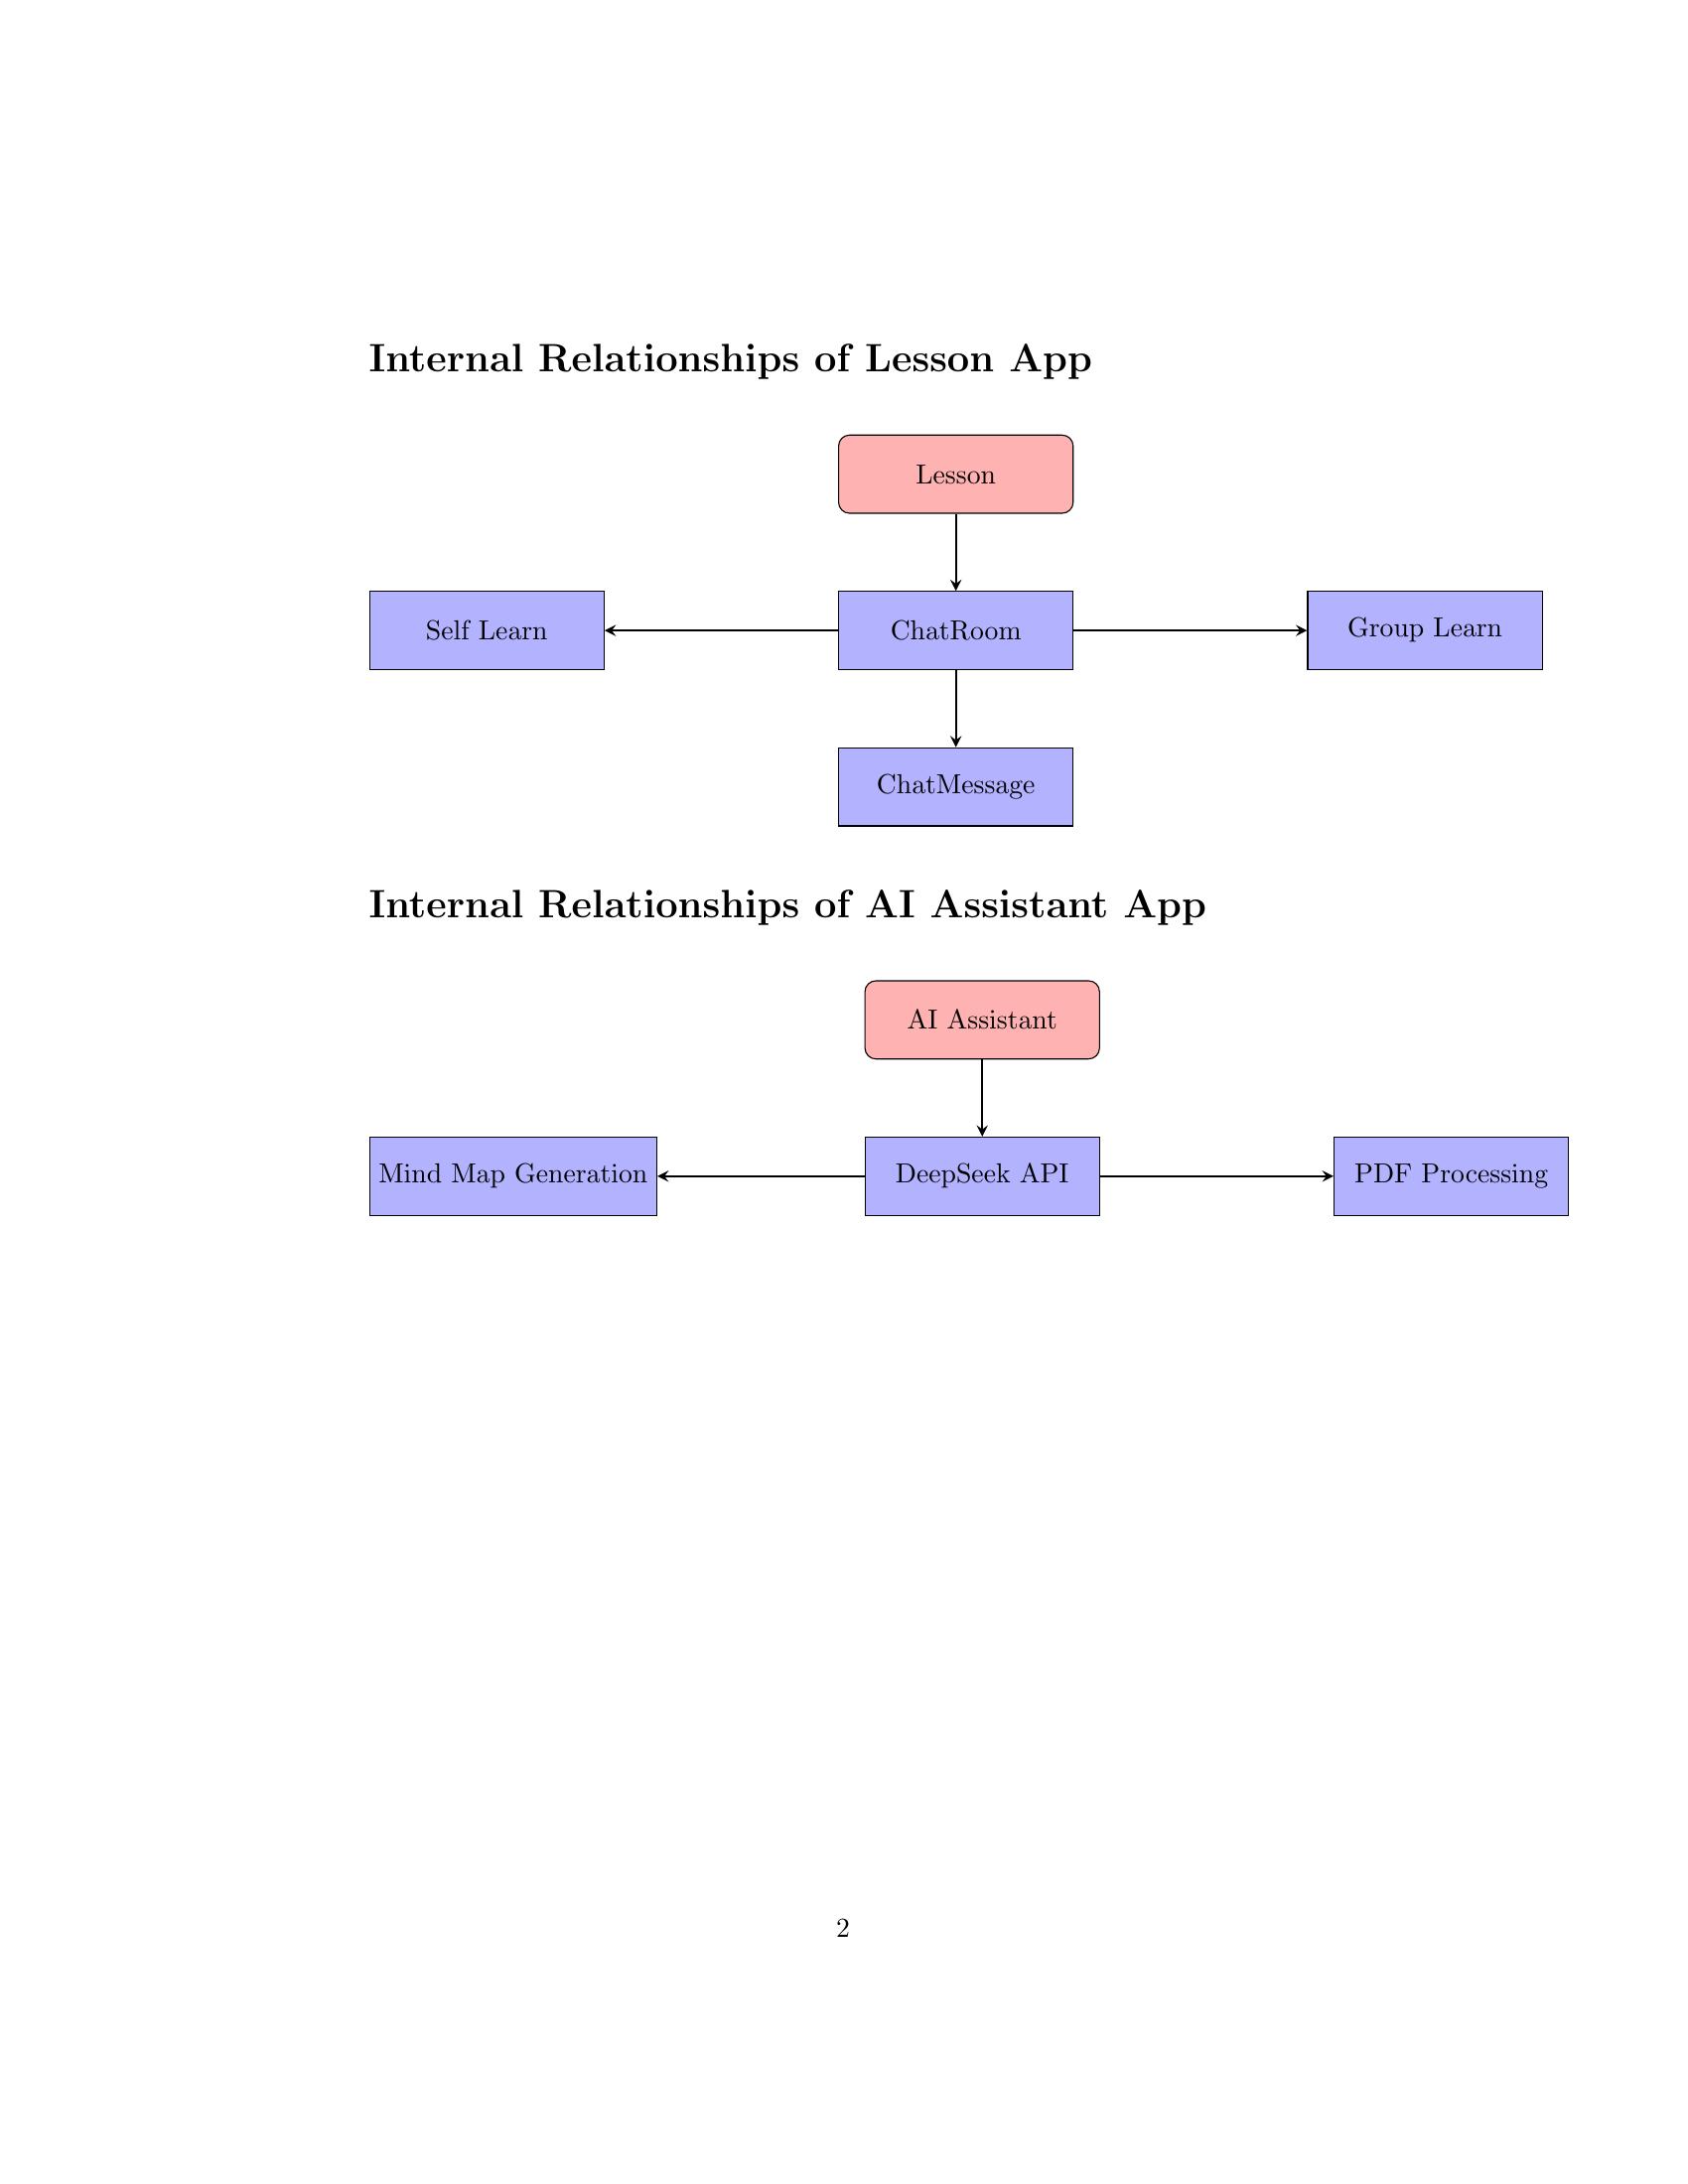 Internal Relationships of Lesson App
Lesson
Self Learn
ChatRoom
Group Learn
ChatMessage
Internal Relationships of AI Assistant App
AI Assistant
Mind Map Generation
DeepSeek API
PDF Processing
2